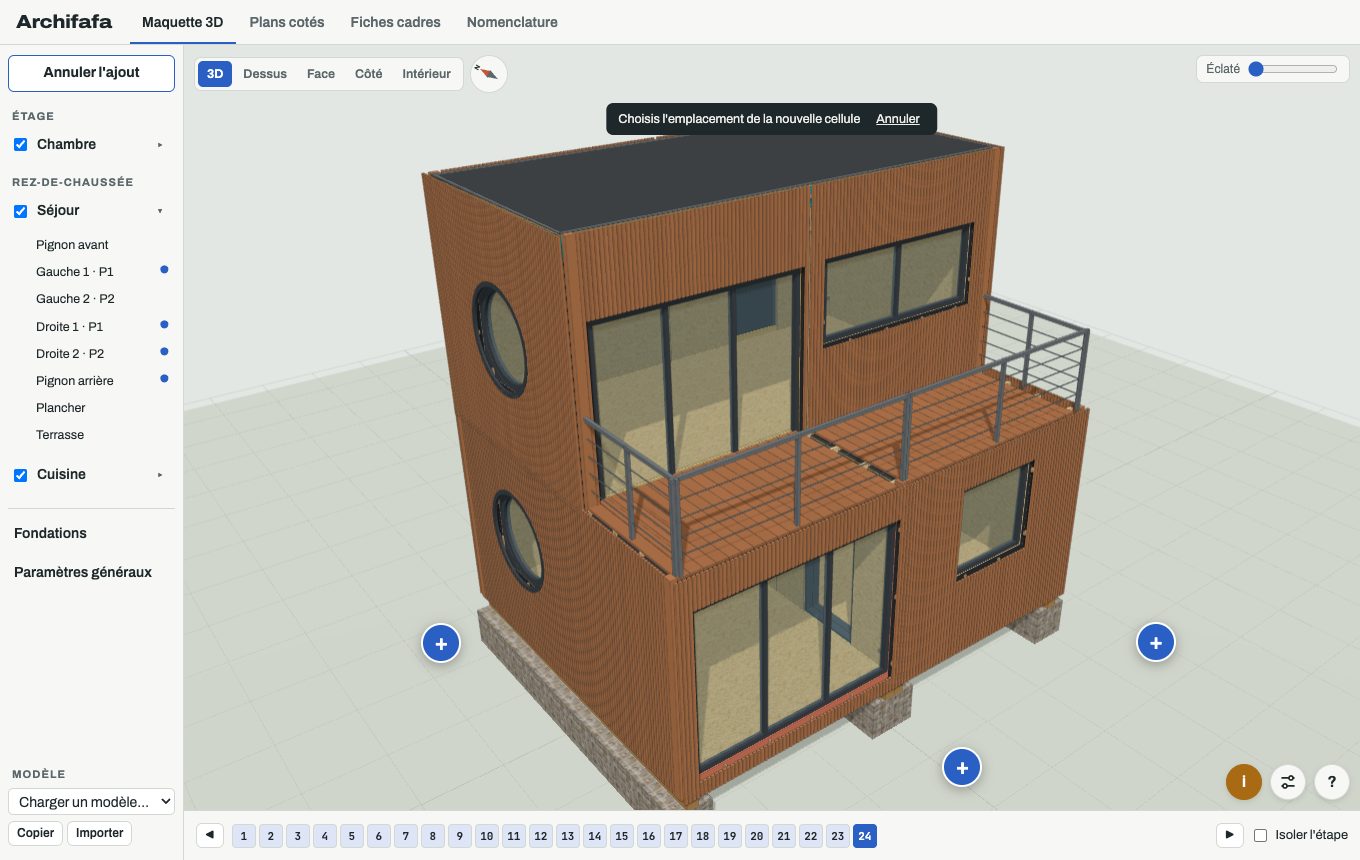 Archifafa
Maquette 3D
Plans cotés
Fiches cadres
Nomenclature
Annuler l'ajout
ÉTAGE
Chambre
REZ-DE-CHAUSSÉE
Séjour
Pignon avant
Gauche 1 · P1
Gauche 2 · P2
Droite 1 · P1
Droite 2 · P2
Pignon arrière
Plancher
Terrasse
Cuisine
Fondations
Paramètres généraux
MODÈLE
Charger un modèle...
Copier
Importer
3D
Dessus
Face
Côté
Intérieur
N
Éclaté
Choisis l'emplacement de la nouvelle cellule
Annuler
+
+
+
i
?
1 2 3 4 5 6 7 8 9 10 11 12 13 14 15 16 17 18 19 20 21 22 23 24
Isoler l'étape